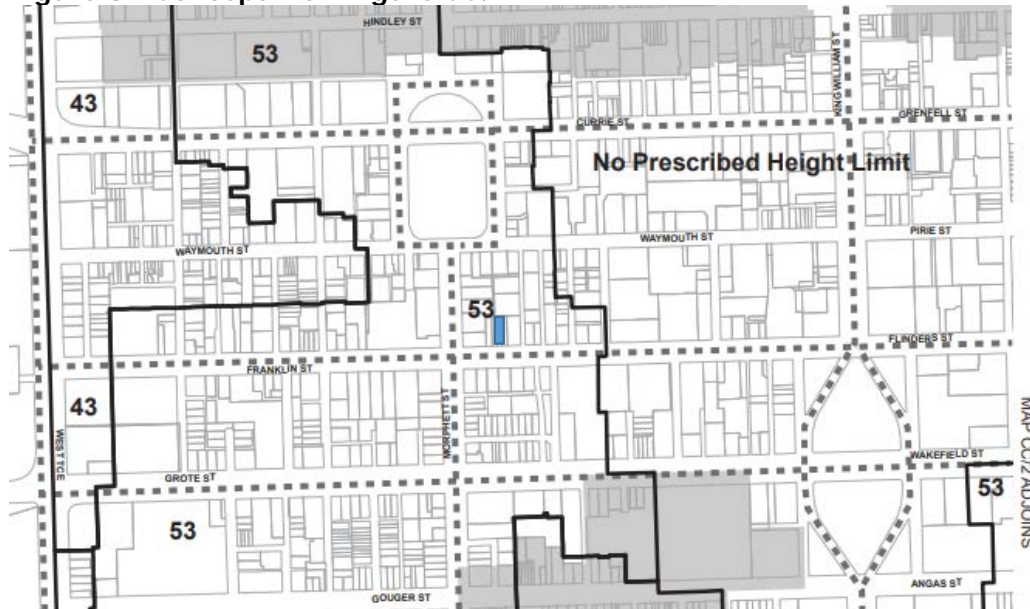 HINDLEY ST
53
KING WILLIAM ST
43
GRENFELL ST
CURRIE ST
No Prescribed Height Limit
PIRIE ST
WAYMOUTH ST
WAYMOUTH ST
53
FLINDERS ST
FRANKLIN ST
43
MORPHETT ST
WEST TCE
MAP CC/2 ADJOINS
WAKEFIELD ST
GROTE ST
53
53
ANGAS ST
GOUGER ST